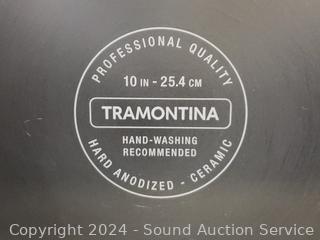 PROFESSIONAL QUALITY
10 IN - 25.4 CM
TRAMONTINA
HAND-WASHING
RECOMMENDED
HARD ANODIZED - CERAMIC
Copyright 2024 - Sound Auction Service